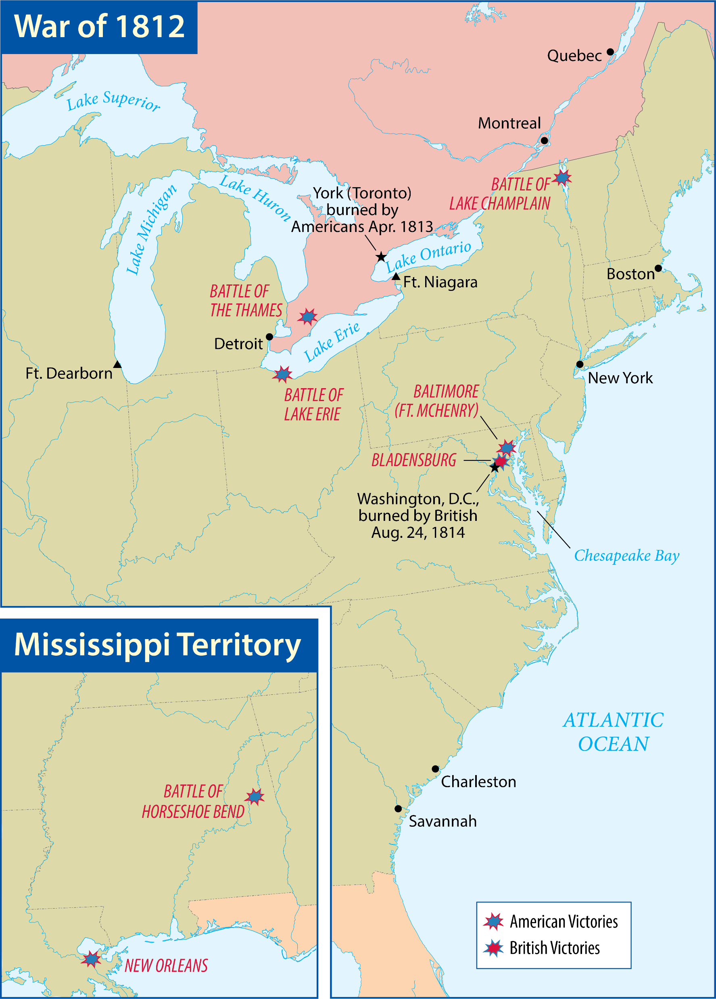 War of 1812
Quebec
Lake Superior
Montreal
BATTLE OF
LAKE CHAMPLAIN
Lake Huron
Lake Michigan
York (Toronto)
burned by
Americans Apr. 1813
Lake Ontario
Ft. Niagara
Boston
BATTLE OF
THE THAMES
Detroit
Lake Erie
Ft. Dearborn
New York
BATTLE OF
LAKE ERIE
BALTIMORE
(FT. MCHENRY)
BLADENSBURG
Washington, D.C.,
burned by British
Aug. 24, 1814
Chesapeake Bay
Mississippi Territory
ATLANTIC
OCEAN
Charleston
Savannah
BATTLE OF
HORSESHOE BEND
NEW ORLEANS
American Victories
British Victories